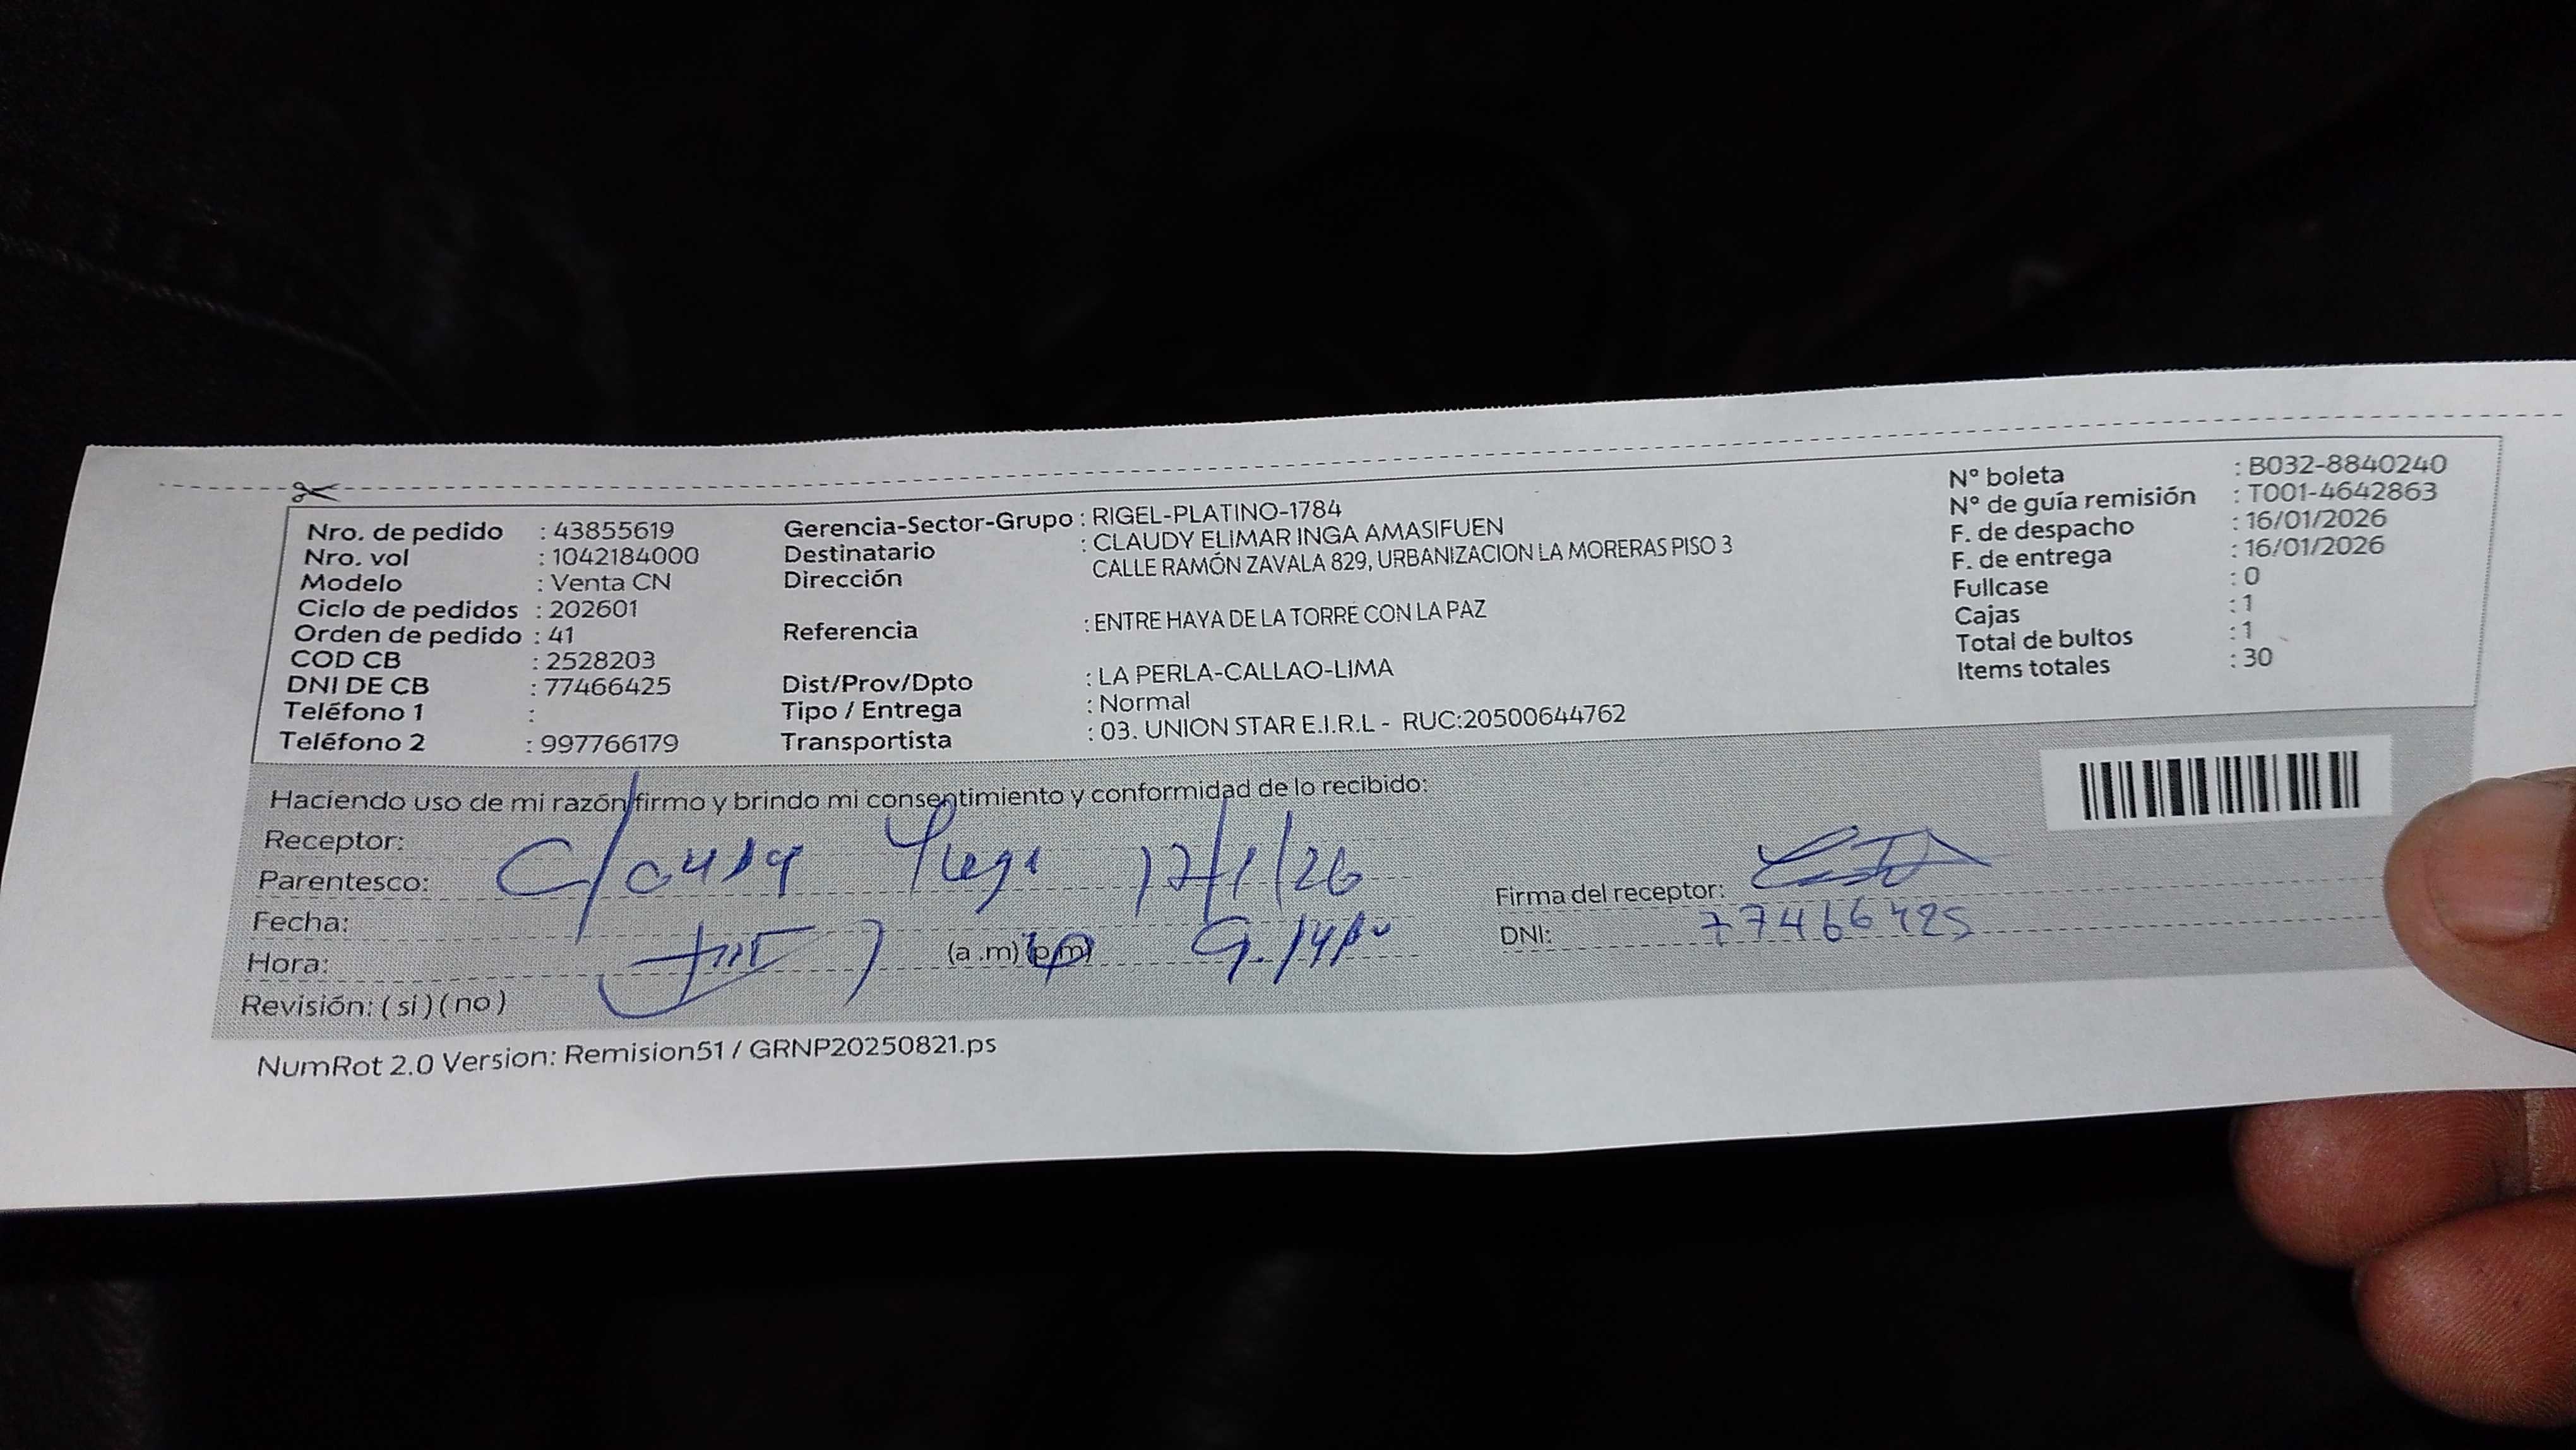 Nro. de pedido : 43855619
Nro. vol : 1042184000
Modelo : Venta CN
Ciclo de pedidos : 202601
Orden de pedido : 41
COD CB : 2528203
DNI DE CB : 77466425
Teléfono 1 :
Teléfono 2 : 997766179
Gerencia-Sector-Grupo : RIGEL-PLATINO-1784
Destinatario : CLAUDY ELIMAR INGA AMASIFUEN
Dirección CALLE RAMÓN ZAVALA 829, URBANIZACION LA MORERAS PISO 3
Referencia : ENTRE HAYA DE LA TORRE CON LA PAZ
Dist/Prov/Dpto : LA PERLA-CALLAO-LIMA
Tipo / Entrega : Normal
Transportista : 03. UNION STAR E.I.R.L - RUC:20500644762
N° boleta : B032-8840240
N° de guía remisión : T001-4642863
F. de despacho : 16/01/2026
F. de entrega : 16/01/2026
Fullcase : 0
Cajas : 1
Total de bultos : 1
Items totales : 30
Haciendo uso de mi razón firmo y brindo mi consentimiento y conformidad de lo recibido:
Receptor:
Parentesco: Claudy 17/1/26
Fecha:
Hora: (a .m) (p.m)
Revisión: ( si ) ( no )
Firma del receptor:
DNI: 77466425
NumRot 2.0 Version: Remision51 / GRNP20250821.ps